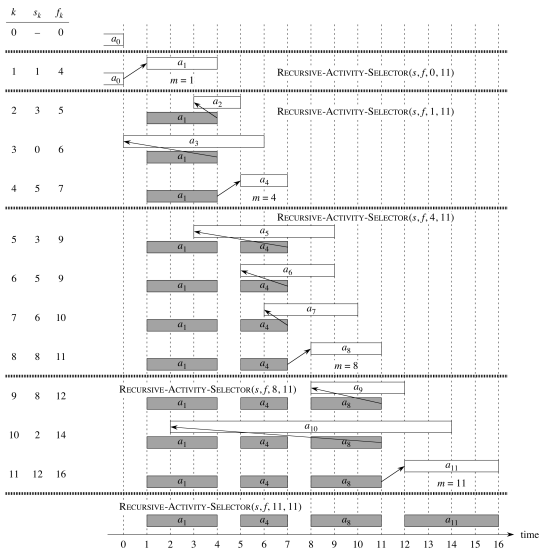 k s_k f_k
0 – 0
a_0
1 1 4
a_1
a_0
m = 1
RECURSIVE-ACTIVITY-SELECTOR(s, f, 0, 11)
RECURSIVE-ACTIVITY-SELECTOR(s, f, 1, 11)
2 3 5
a_2
a_1
3 0 6
a_3
a_1
4 5 7
a_4
a_1
m = 4
RECURSIVE-ACTIVITY-SELECTOR(s, f, 4, 11)
5 3 9
a_5
a_1 a_4
6 5 9
a_6
a_1 a_4
7 6 10
a_7
a_1 a_4
8 8 11
a_8
a_1 a_4
m = 8
RECURSIVE-ACTIVITY-SELECTOR(s, f, 8, 11)
9 8 12
a_9
a_1 a_4 a_8
10 2 14
a_10
a_1 a_4 a_8
11 12 16
a_11
a_1 a_4 a_8
m = 11
RECURSIVE-ACTIVITY-SELECTOR(s, f, 11, 11)
a_1 a_4 a_8 a_11
time
0 1 2 3 4 5 6 7 8 9 10 11 12 13 14 15 16